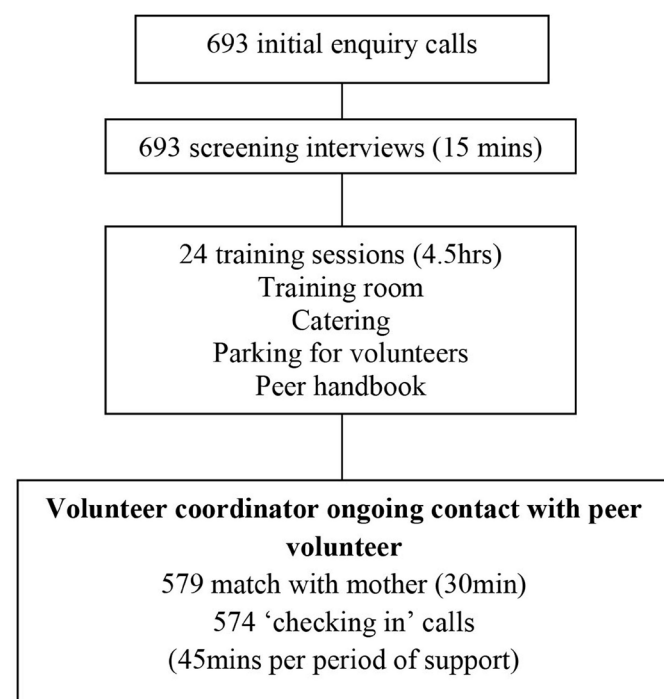 693 initial enquiry calls
693 screening interviews (15 mins)
24 training sessions (4.5hrs)
Training room
Catering
Parking for volunteers
Peer handbook
Volunteer coordinator ongoing contact with peer
volunteer
579 match with mother (30min)
574 ‘checking in’ calls
(45mins per period of support)